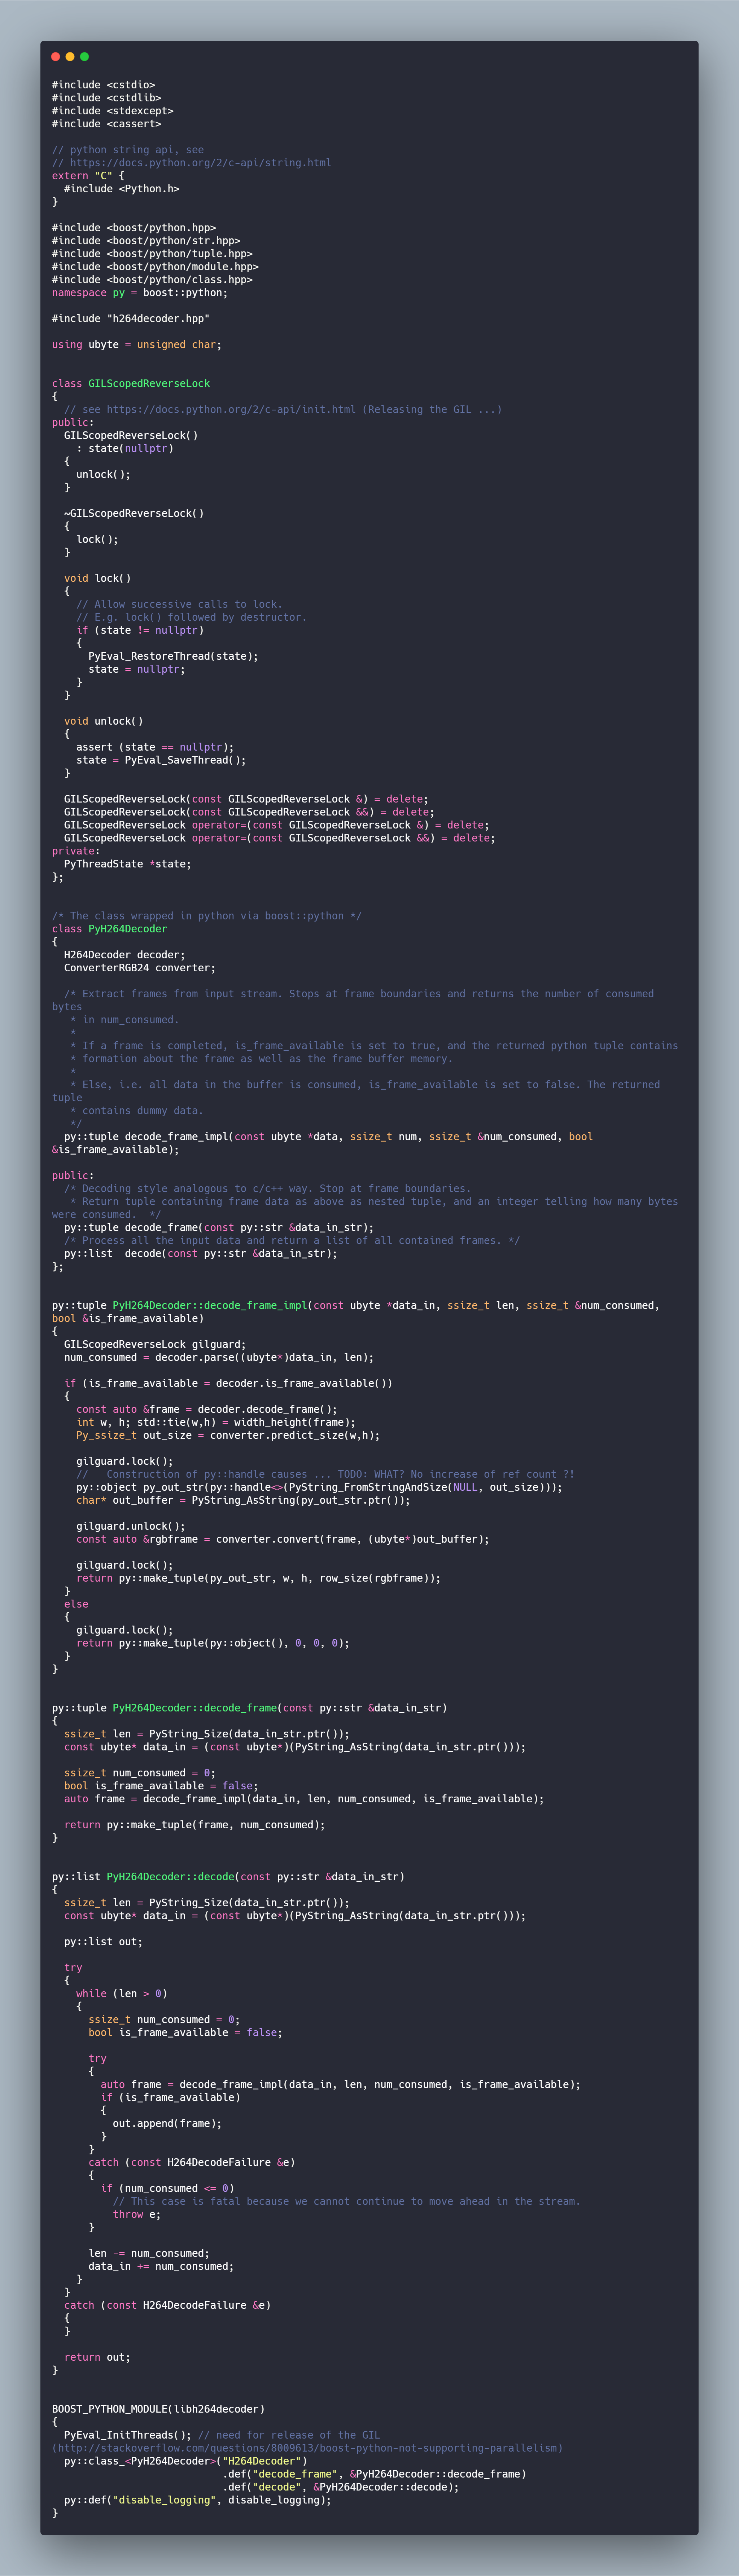 #include <cstdio>
#include <cstdlib>
#include <stdexcept>
#include <cassert>

// python string api, see
// https://docs.python.org/2/c-api/string.html
extern "C" {
  #include <Python.h>
}

#include <boost/python.hpp>
#include <boost/python/str.hpp>
#include <boost/python/tuple.hpp>
#include <boost/python/module.hpp>
#include <boost/python/class.hpp>
namespace py = boost::python;

#include "h264decoder.hpp"

using ubyte = unsigned char;


class GILScopedReverseLock
{
  // see https://docs.python.org/2/c-api/init.html (Releasing the GIL ...)
public:
  GILScopedReverseLock()
    : state(nullptr)
  {
    unlock();
  }

  ~GILScopedReverseLock()
  {
    lock();
  }

  void lock()
  {
    // Allow successive calls to lock.
    // E.g. lock() followed by destructor.
    if (state != nullptr)
    {
      PyEval_RestoreThread(state);
      state = nullptr;
    }
  }

  void unlock()
  {
    assert (state == nullptr);
    state = PyEval_SaveThread();
  }

  GILScopedReverseLock(const GILScopedReverseLock &) = delete;
  GILScopedReverseLock(const GILScopedReverseLock &&) = delete;
  GILScopedReverseLock operator=(const GILScopedReverseLock &) = delete;
  GILScopedReverseLock operator=(const GILScopedReverseLock &&) = delete;
private:
  PyThreadState *state;
};


/* The class wrapped in python via boost::python */
class PyH264Decoder
{
  H264Decoder decoder;
  ConverterRGB24 converter;

  /* Extract frames from input stream. Stops at frame boundaries and returns the number of consumed
bytes
   * in num_consumed.
   *
   * If a frame is completed, is_frame_available is set to true, and the returned python tuple contains
   * formation about the frame as well as the frame buffer memory.
   *
   * Else, i.e. all data in the buffer is consumed, is_frame_available is set to false. The returned
tuple
   * contains dummy data.
   */
  py::tuple decode_frame_impl(const ubyte *data, ssize_t num, ssize_t &num_consumed, bool
&is_frame_available);

public:
  /* Decoding style analogous to c/c++ way. Stop at frame boundaries.
   * Return tuple containing frame data as above as nested tuple, and an integer telling how many bytes
were consumed.  */
  py::tuple decode_frame(const py::str &data_in_str);
  /* Process all the input data and return a list of all contained frames. */
  py::list  decode(const py::str &data_in_str);
};


py::tuple PyH264Decoder::decode_frame_impl(const ubyte *data_in, ssize_t len, ssize_t &num_consumed,
bool &is_frame_available)
{
  GILScopedReverseLock gilguard;
  num_consumed = decoder.parse((ubyte*)data_in, len);

  if (is_frame_available = decoder.is_frame_available())
  {
    const auto &frame = decoder.decode_frame();
    int w, h; std::tie(w,h) = width_height(frame);
    Py_ssize_t out_size = converter.predict_size(w,h);

    gilguard.lock();
    //   Construction of py::handle causes ... TODO: WHAT? No increase of ref count ?!
    py::object py_out_str(py::handle<>(PyString_FromStringAndSize(NULL, out_size)));
    char* out_buffer = PyString_AsString(py_out_str.ptr());

    gilguard.unlock();
    const auto &rgbframe = converter.convert(frame, (ubyte*)out_buffer);

    gilguard.lock();
    return py::make_tuple(py_out_str, w, h, row_size(rgbframe));
  }
  else
  {
    gilguard.lock();
    return py::make_tuple(py::object(), 0, 0, 0);
  }
}


py::tuple PyH264Decoder::decode_frame(const py::str &data_in_str)
{
  ssize_t len = PyString_Size(data_in_str.ptr());
  const ubyte* data_in = (const ubyte*)(PyString_AsString(data_in_str.ptr()));

  ssize_t num_consumed = 0;
  bool is_frame_available = false;
  auto frame = decode_frame_impl(data_in, len, num_consumed, is_frame_available);

  return py::make_tuple(frame, num_consumed);
}


py::list PyH264Decoder::decode(const py::str &data_in_str)
{
  ssize_t len = PyString_Size(data_in_str.ptr());
  const ubyte* data_in = (const ubyte*)(PyString_AsString(data_in_str.ptr()));

  py::list out;

  try
  {
    while (len > 0)
    {
      ssize_t num_consumed = 0;
      bool is_frame_available = false;

      try
      {
        auto frame = decode_frame_impl(data_in, len, num_consumed, is_frame_available);
        if (is_frame_available)
        {
          out.append(frame);
        }
      }
      catch (const H264DecodeFailure &e)
      {
        if (num_consumed <= 0)
          // This case is fatal because we cannot continue to move ahead in the stream.
          throw e;
      }

      len -= num_consumed;
      data_in += num_consumed;
    }
  }
  catch (const H264DecodeFailure &e)
  {
  }

  return out;
}


BOOST_PYTHON_MODULE(libh264decoder)
{
  PyEval_InitThreads(); // need for release of the GIL
(http://stackoverflow.com/questions/8009613/boost-python-not-supporting-parallelism)
  py::class_<PyH264Decoder>("H264Decoder")
                            .def("decode_frame", &PyH264Decoder::decode_frame)
                            .def("decode", &PyH264Decoder::decode);
  py::def("disable_logging", disable_logging);
}